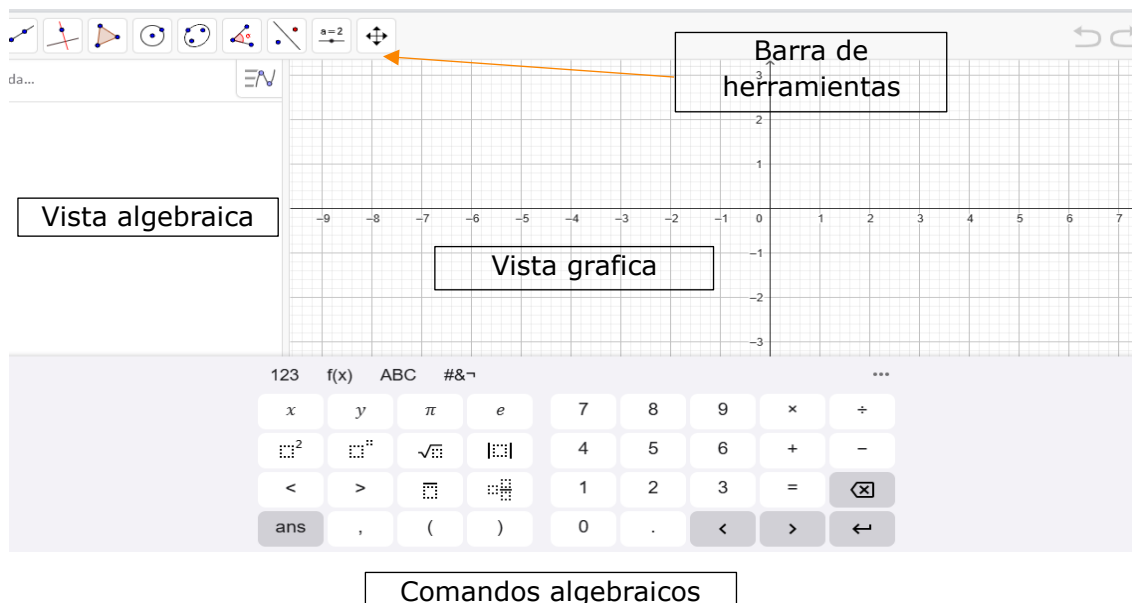 a=2
Barra de
herramientas
da...
3
2
1
Vista algebraica
−9 −8 −7 −6 −5 −4 −3 −2 −1 0 1 2 3 4 5 6 7
−1
Vista grafica
−2
−3
123 f(x) ABC #&¬ ...
x y π e 7 8 9 × ÷
2 √ | | 4 5 6 + −
< > 1 2 3 =
ans , ( ) 0 . < >
Comandos algebraicos